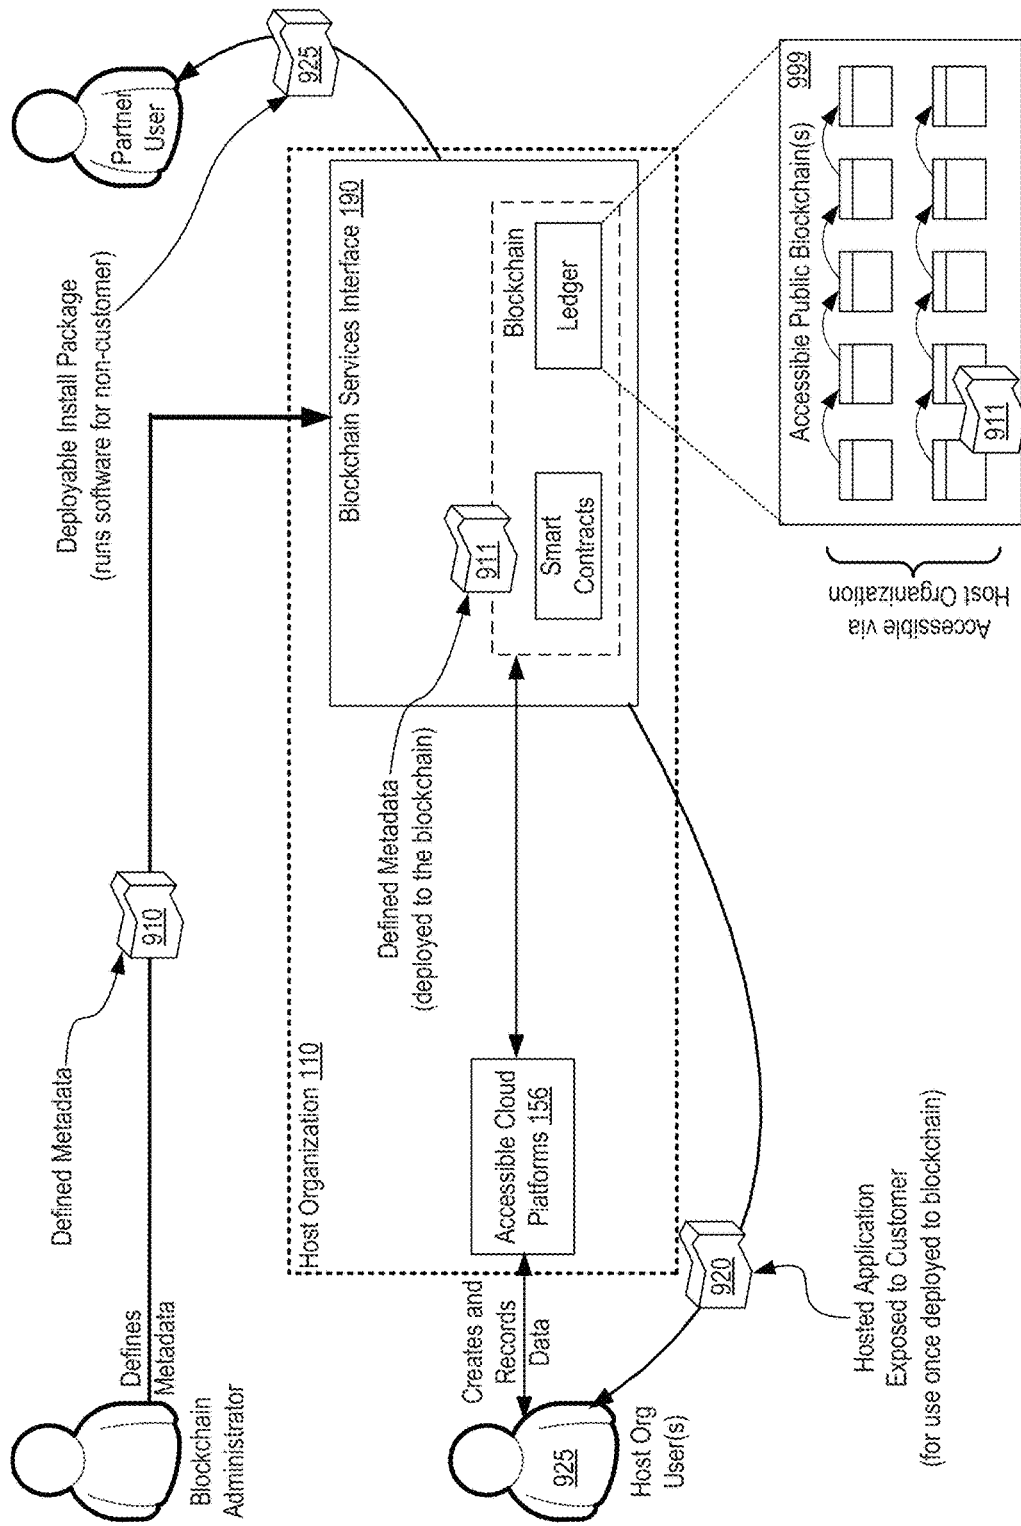 Blockchain
Administrator
Defines
Metadata
Defined Metadata
910
Deployable Install Package
(runs software for non-customer)
Partner
User
925
Host Organization 110
Blockchain Services Interface 190
Defined Metadata
(deployed to the blockchain)
911
Blockchain
Smart
Contracts
Ledger
Accessible Cloud
Platforms 156
Creates and
Records
Data
925
Host Org
User(s)
920
Hosted Application
Exposed to Customer
(for use once deployed to blockchain)
Accessible via
Host Organization
Accessible Public Blockchain(s) 999
911